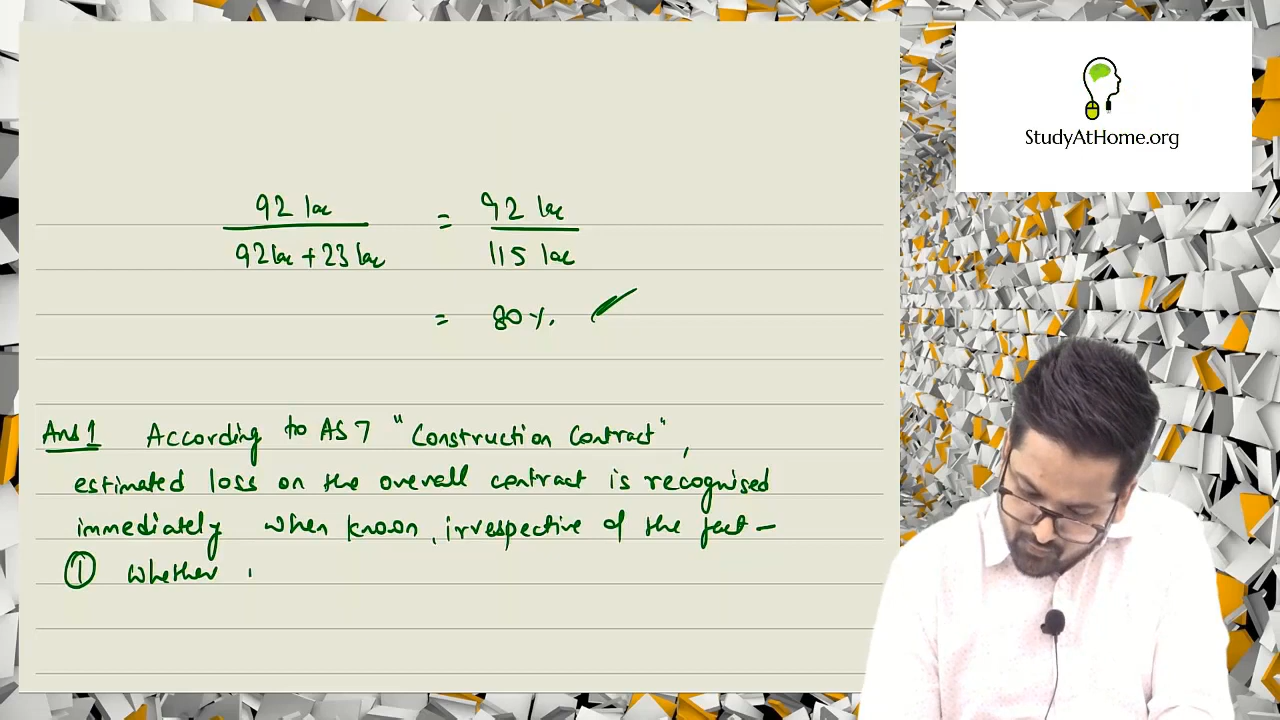 StudyAtHome.org
92 lac = 92 lac
92 lac + 23 lac 115 lac
= 80%.
Ans 1 According to AS 7 "Construction Contract",
estimated loss on the overall contract is recognised
immediately when known, irrespective of the fact —
① Whether